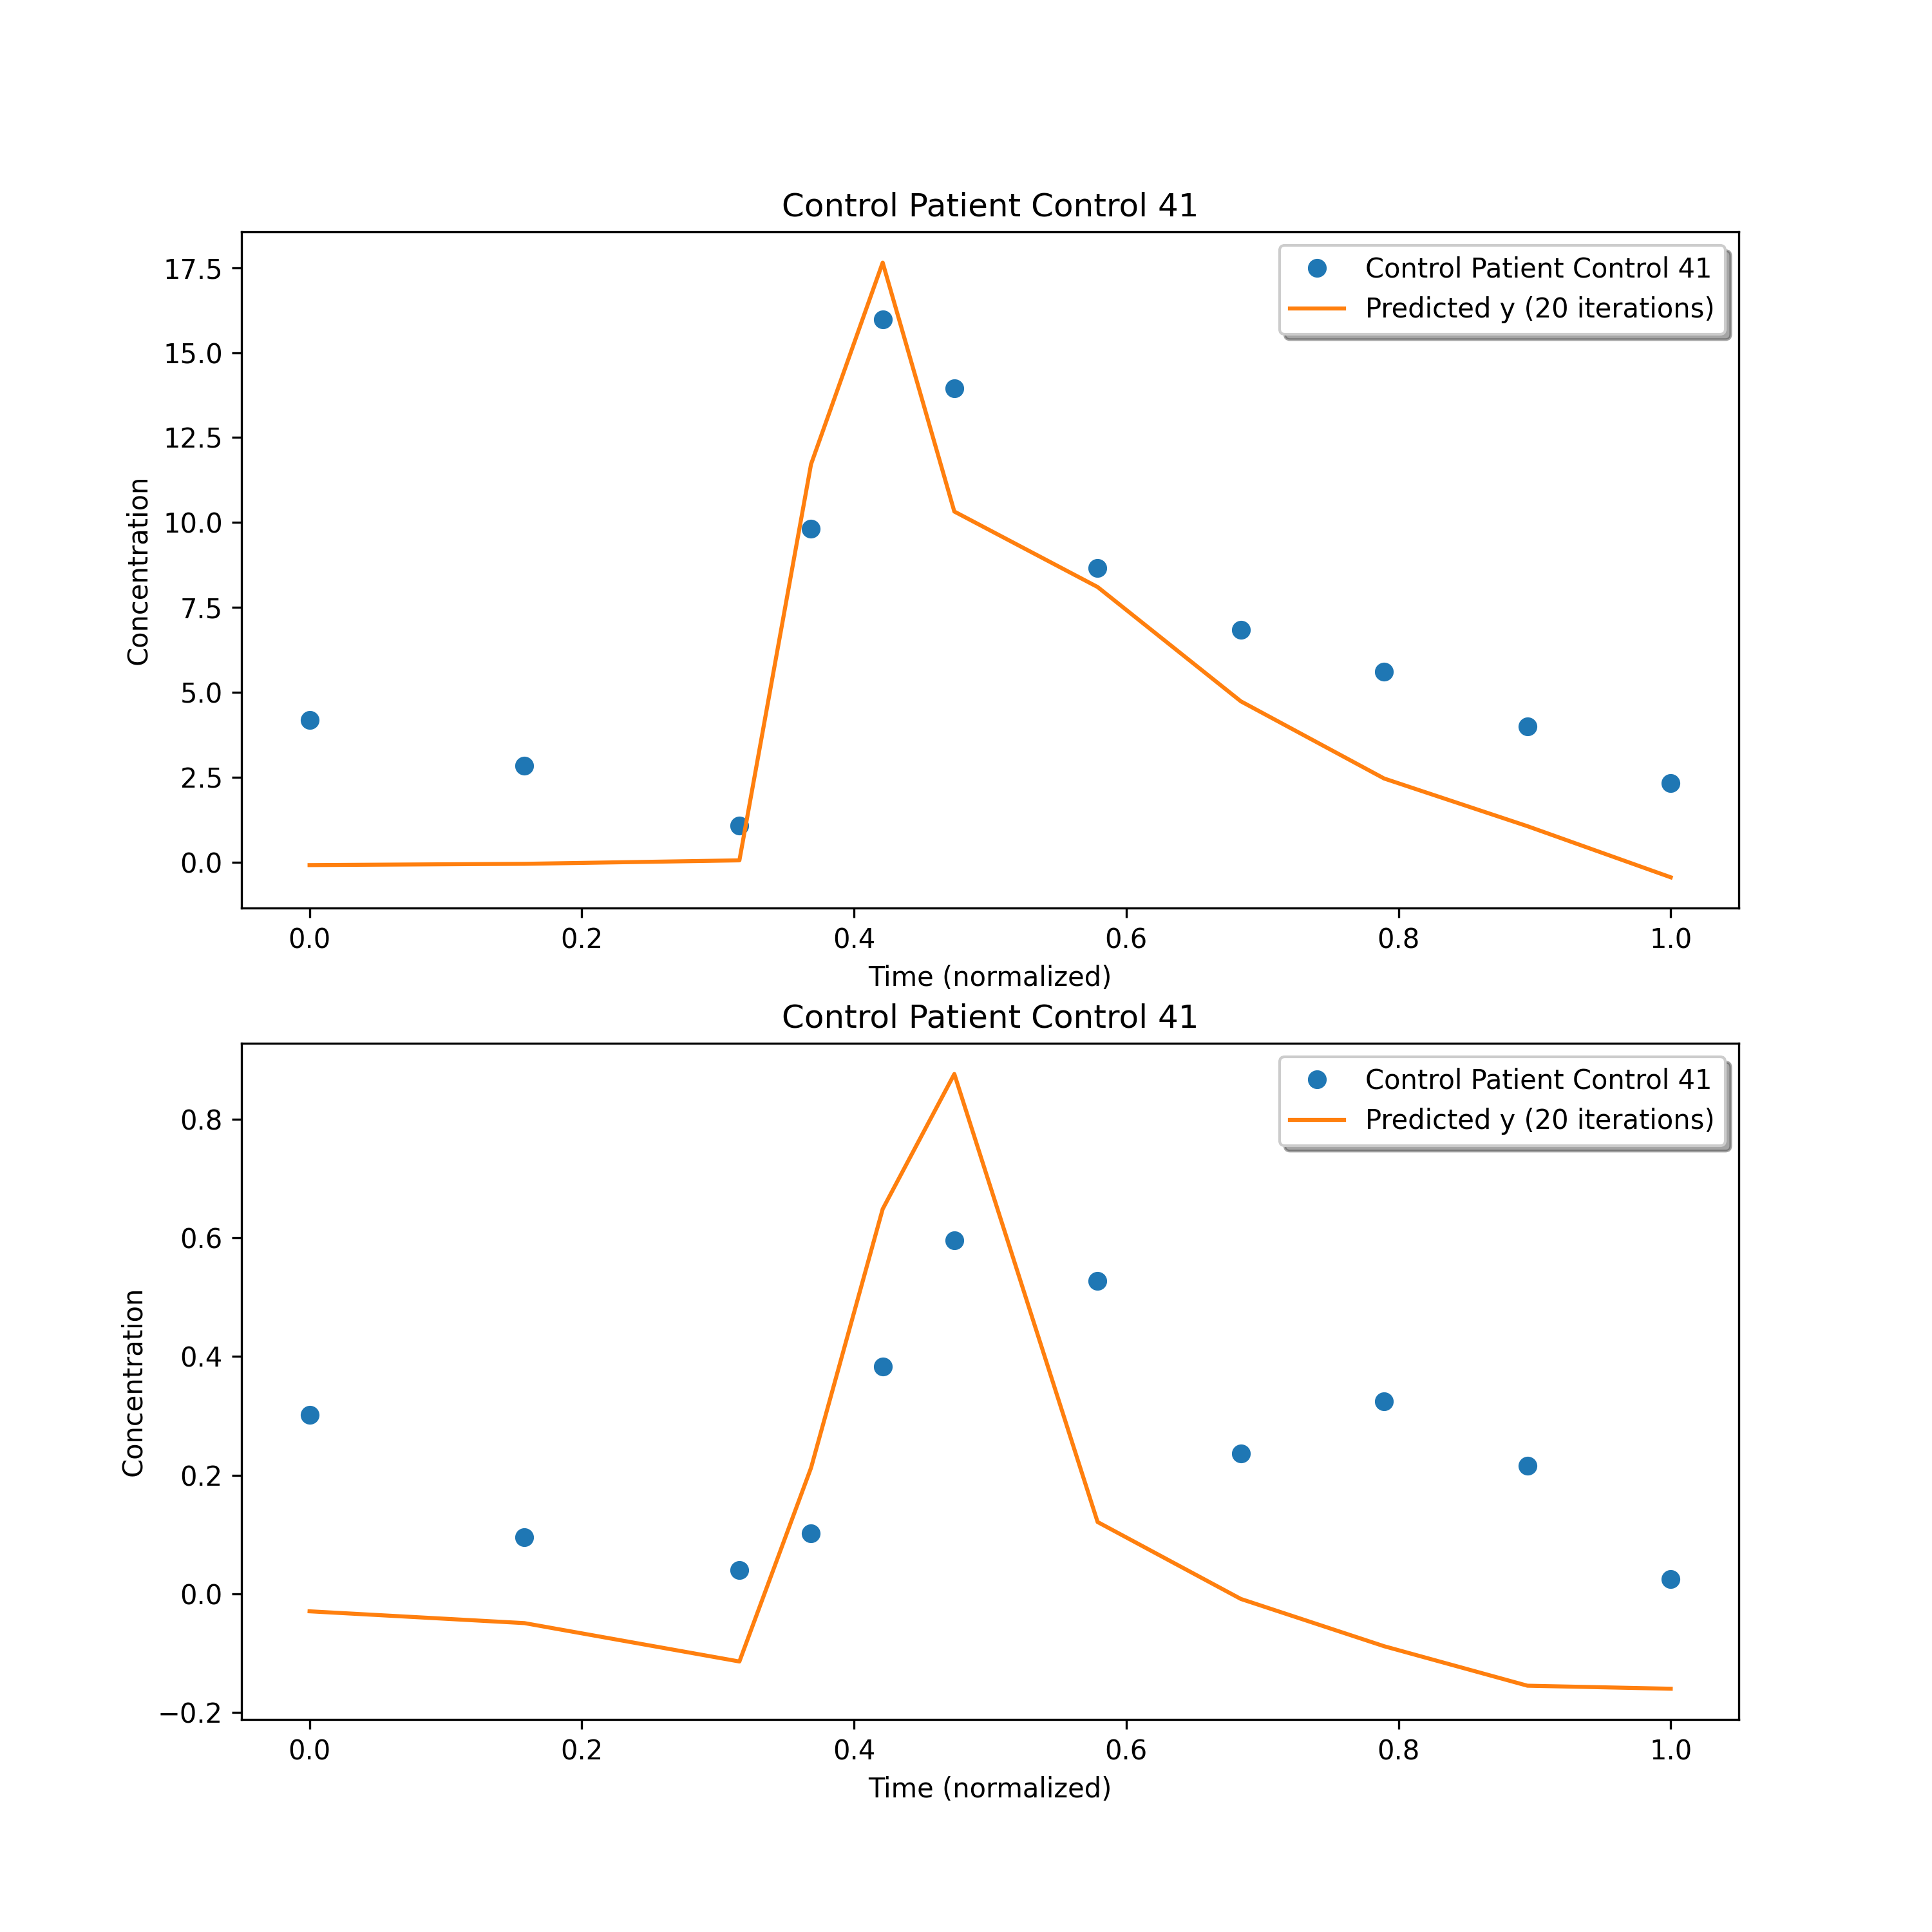 Control Patient Control 41
17.5
15.0
12.5
10.0
7.5
5.0
2.5
0.0
Concentration
Control Patient Control 41
Predicted y (20 iterations)
0.0 0.2 0.4 0.6 0.8 1.0
Time (normalized)
Control Patient Control 41
0.8
0.6
0.4
0.2
0.0
−0.2
Concentration
Control Patient Control 41
Predicted y (20 iterations)
0.0 0.2 0.4 0.6 0.8 1.0
Time (normalized)